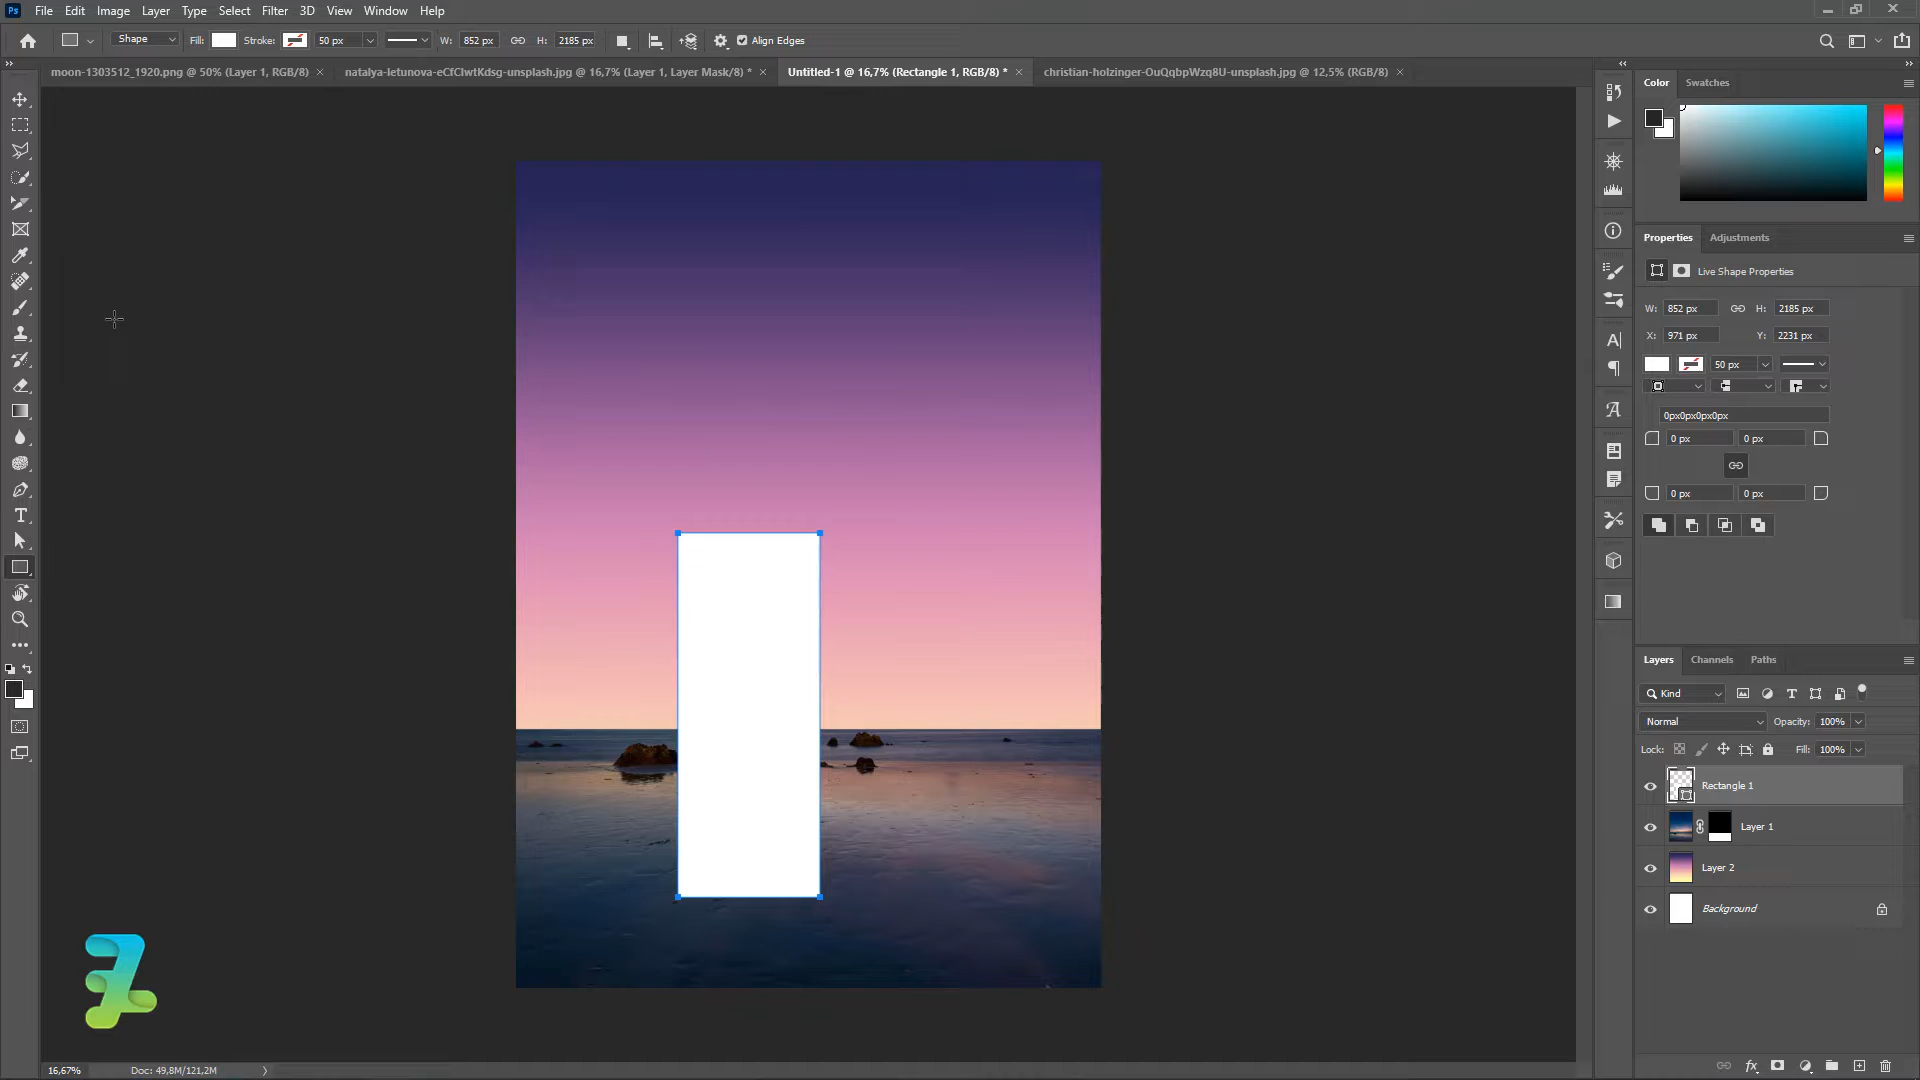 Ps File Edit Image Layer Type Select Filter 3D View Window Help
Shape Fill: Stroke: 50 px W: 852 px H: 2185 px Align Edges
moon-1303512_1920.png @ 50% (Layer 1, RGB/8) × natalya-letunova-eCfClwtKdsg-unsplash.jpg @ 16,7% (Layer 1, Layer Mask/8) * × Untitled-1 @ 16,7% (Rectangle 1, RGB/8) * × christian-holzinger-OuQqbpWzq8U-unsplash.jpg @ 12,5% (RGB/8) ×
Color Swatches
Properties Adjustments
Live Shape Properties
W: 852 px H: 2185 px
X: 971 px Y: 2231 px
50 px
0px0px0px0px
0 px 0 px
0 px 0 px
Layers Channels Paths
Kind
Normal Opacity: 100%
Lock: Fill: 100%
Rectangle 1
Layer 1
Layer 2
Background
16,67% Doc: 49,8M/121,2M